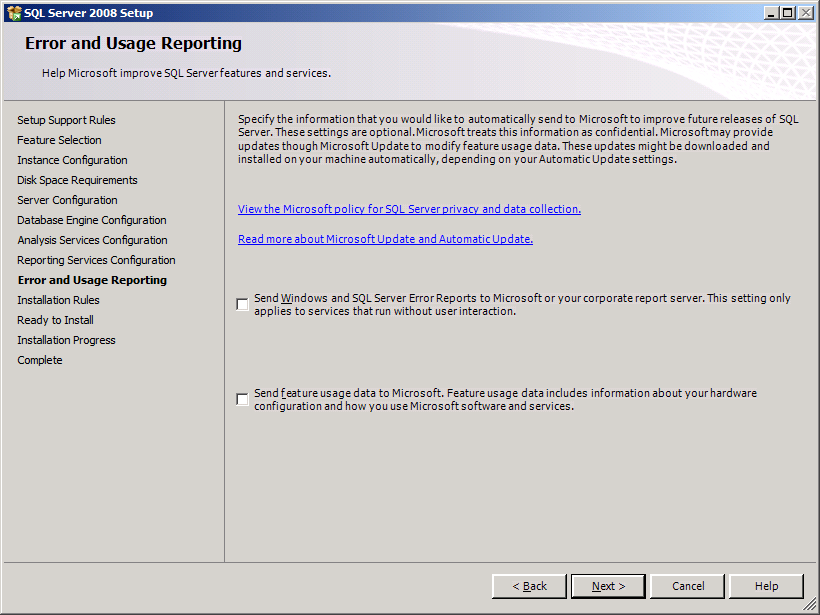 SQL Server 2008 Setup
Error and Usage Reporting
Help Microsoft improve SQL Server features and services.
Setup Support Rules
Feature Selection
Instance Configuration
Disk Space Requirements
Server Configuration
Database Engine Configuration
Analysis Services Configuration
Reporting Services Configuration
Error and Usage Reporting
Installation Rules
Ready to Install
Installation Progress
Complete
Specify the information that you would like to automatically send to Microsoft to improve future releases of SQL
Server. These settings are optional. Microsoft treats this information as confidential. Microsoft may provide
updates though Microsoft Update to modify feature usage data. These updates might be downloaded and
installed on your machine automatically, depending on your Automatic Update settings.
View the Microsoft policy for SQL Server privacy and data collection.
Read more about Microsoft Update and Automatic Update.
Send Windows and SQL Server Error Reports to Microsoft or your corporate report server. This setting only
applies to services that run without user interaction.
Send feature usage data to Microsoft. Feature usage data includes information about your hardware
configuration and how you use Microsoft software and services.
< Back
Next >
Cancel
Help